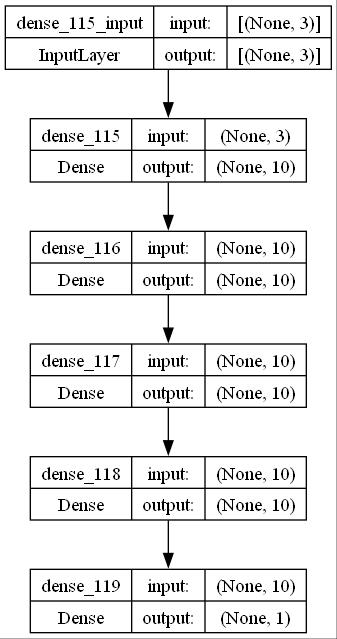 dense_115_input input: [(None, 3)]
InputLayer output: [(None, 3)]
dense_115 input: (None, 3)
Dense output: (None, 10)
dense_116 input: (None, 10)
Dense output: (None, 10)
dense_117 input: (None, 10)
Dense output: (None, 10)
dense_118 input: (None, 10)
Dense output: (None, 10)
dense_119 input: (None, 10)
Dense output: (None, 1)